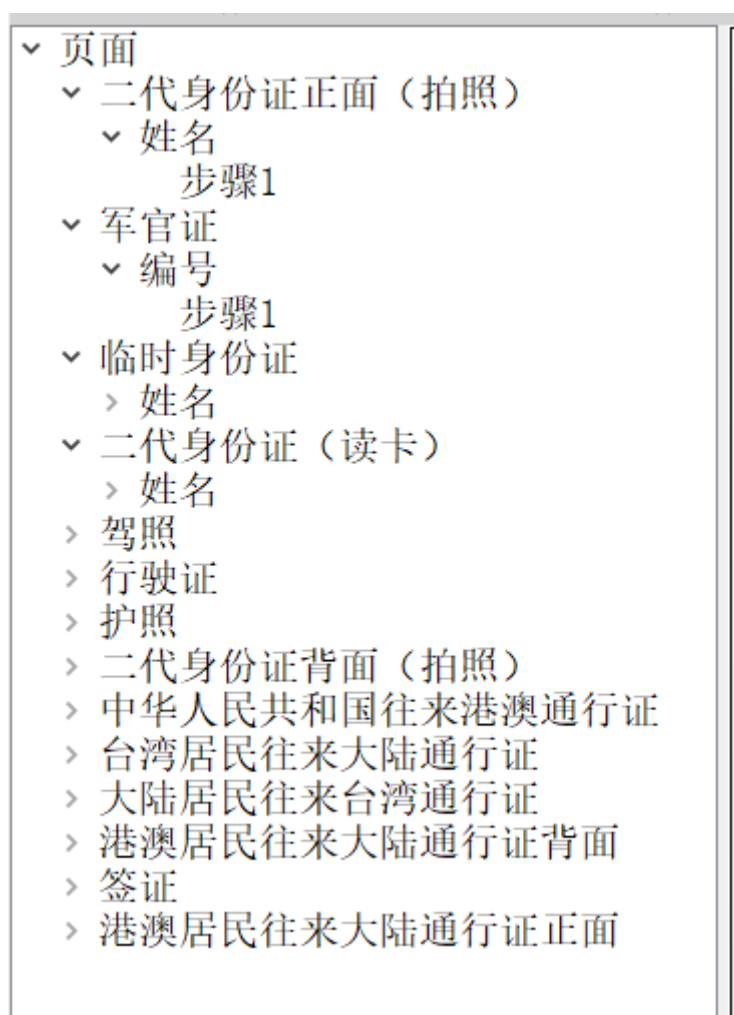 页面
二代身份证正面（拍照）
姓名
步骤1
军官证
编号
步骤1
临时身份证
姓名
二代身份证（读卡）
姓名
驾照
行驶证
护照
二代身份证背面（拍照）
中华人民共和国往来港澳通行证
台湾居民往来大陆通行证
大陆居民往来台湾通行证
港澳居民往来大陆通行证背面
签证
港澳居民往来大陆通行证正面